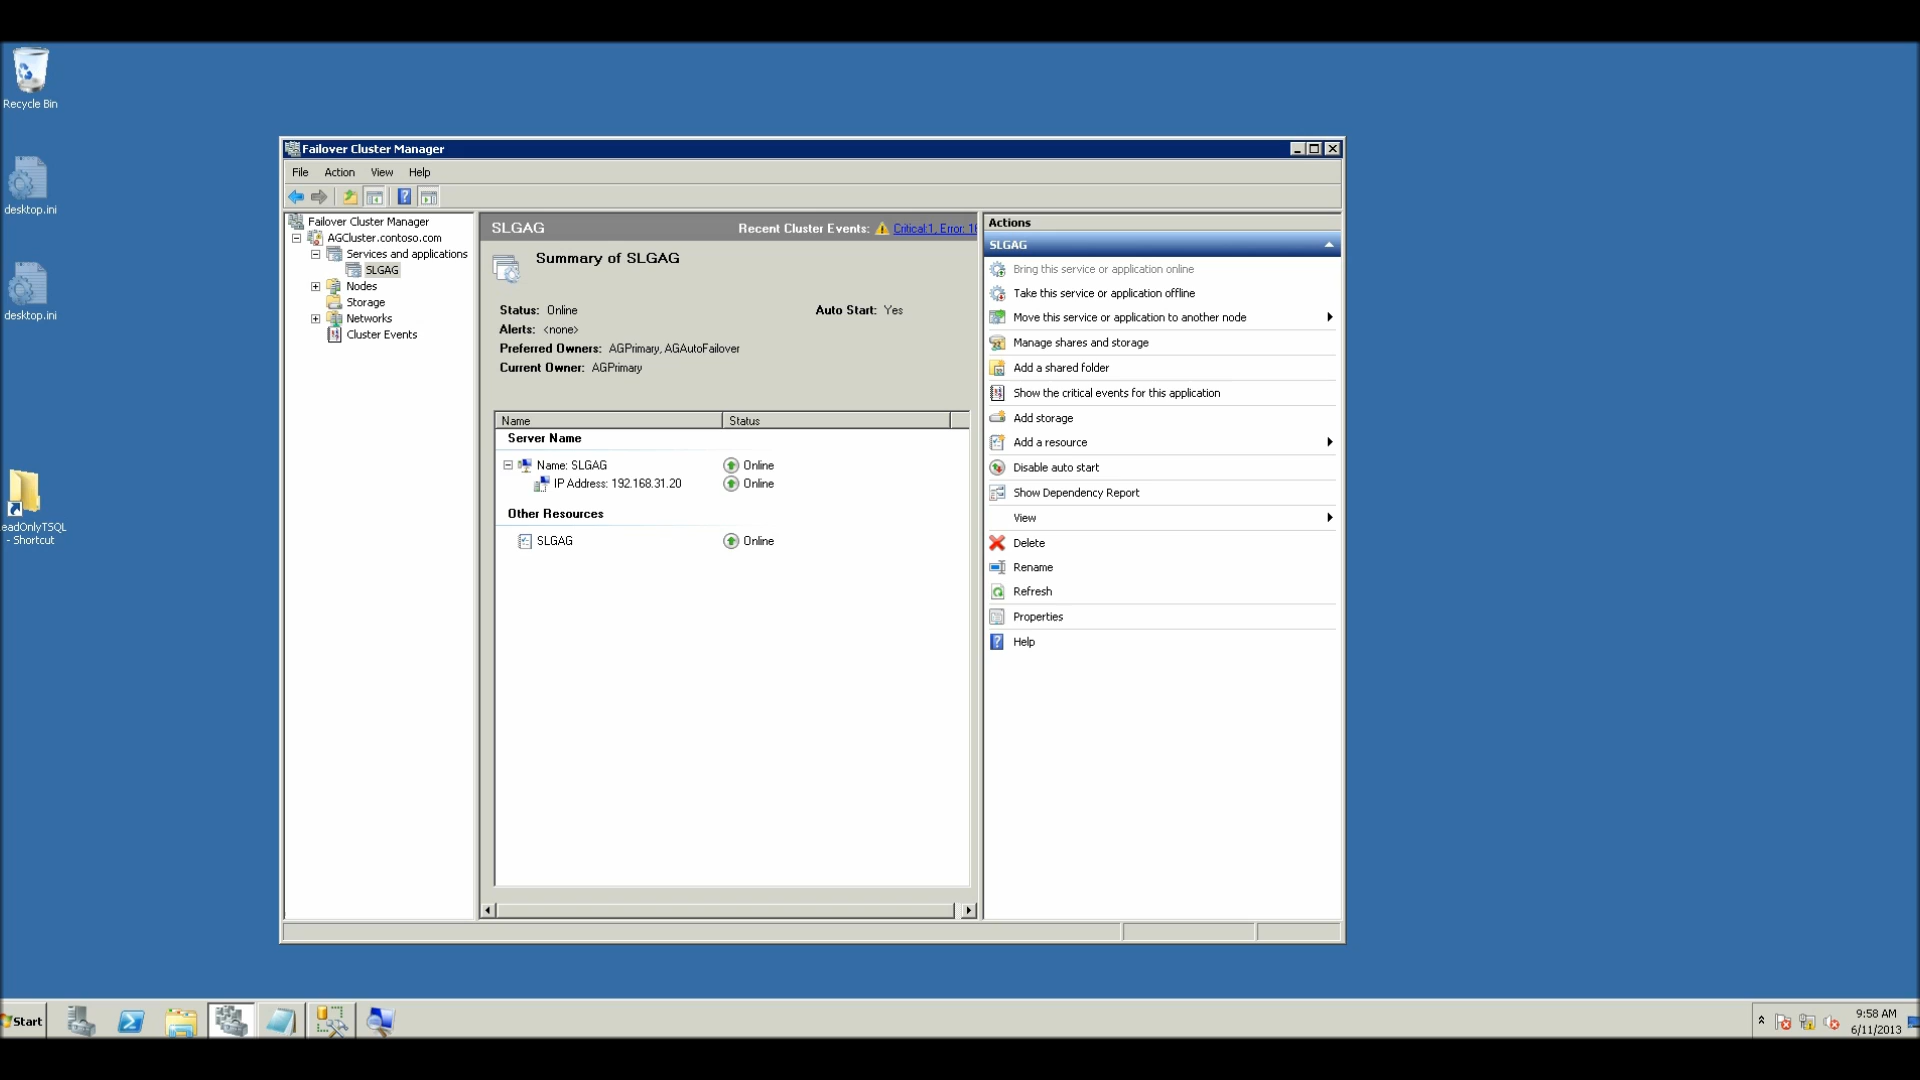 Recycle Bin
desktop.ini
desktop.ini
eadOnlyTSQL
- Shortcut
Failover Cluster Manager
File Action View Help
Failover Cluster Manager
AGCluster.contoso.com
Services and applications
SLGAG
Nodes
Storage
Networks
Cluster Events
SLGAG Recent Cluster Events: Critical:1, Error: 
Summary of SLGAG
Status: Online Auto Start: Yes
Alerts: <none>
Preferred Owners: AGPrimary, AGAutoFailover
Current Owner: AGPrimary
Name Status
Server Name
Name: SLGAG Online
IP Address: 192.168.31.20 Online
Other Resources
SLGAG Online
Actions
SLGAG
Bring this service or application online
Take this service or application offline
Move this service or application to another node
Manage shares and storage
Add a shared folder
Show the critical events for this application
Add storage
Add a resource
Disable auto start
Show Dependency Report
View
Delete
Rename
Refresh
Properties
Help
Start
9:58 AM
6/11/2013